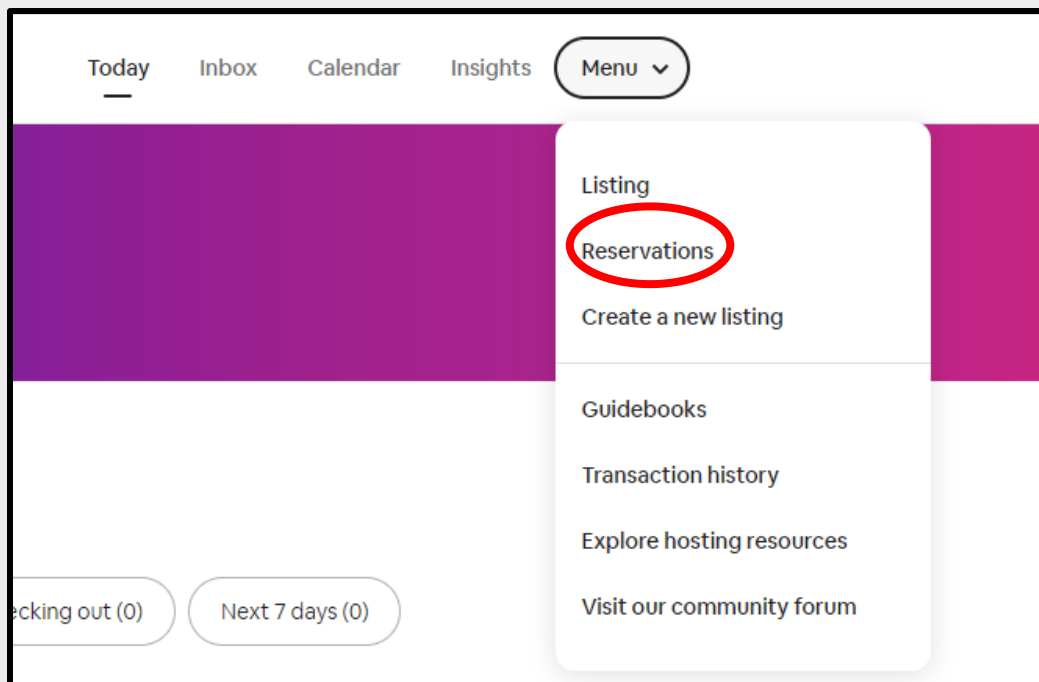 Today Inbox Calendar Insights Menu
Listing
Reservations
Create a new listing
Guidebooks
Transaction history
Explore hosting resources
Visit our community forum
ecking out (0) Next 7 days (0)